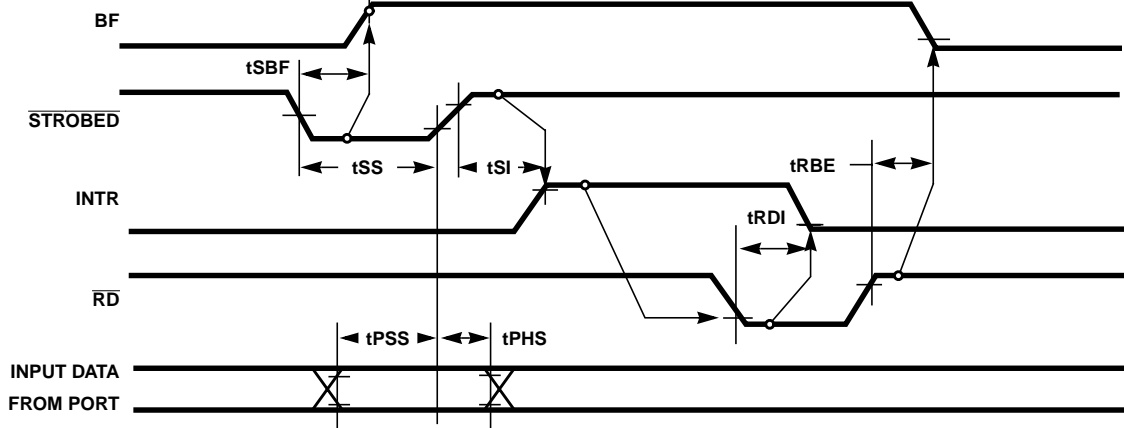 BF
tSBF
STROBED
tSS
tSI
tRBE
INTR
tRDI
RD
tPSS
tPHS
INPUT DATA
FROM PORT